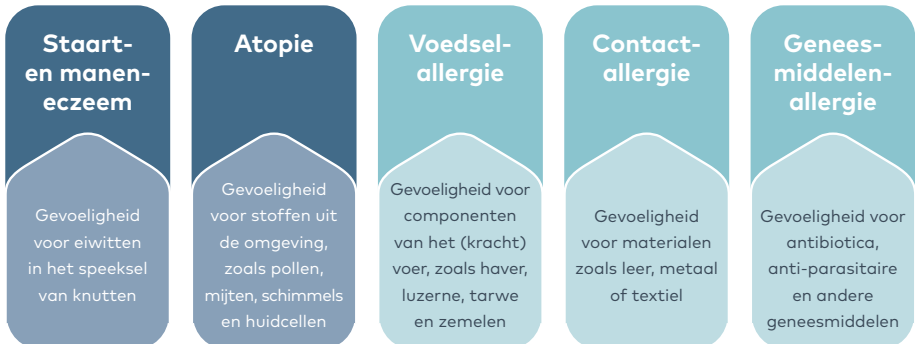 Staart-
en manen-
eczeem
Gevoeligheid
voor eiwitten
in het speeksel
van knutten
Atopie
Gevoeligheid
voor stoffen uit
de omgeving,
zoals pollen,
mijten, schimmels
en huidcellen
Voedsel-
allergie
Gevoeligheid voor
componenten
van het (kracht)
voer, zoals haver,
luzerne, tarwe
en zemelen
Contact-
allergie
Gevoeligheid
voor materialen
zoals leer, metaal
of textiel
Genees-
middelen-
allergie
Gevoeligheid voor
antibiotica,
anti-parasitaire
en andere
geneesmiddelen